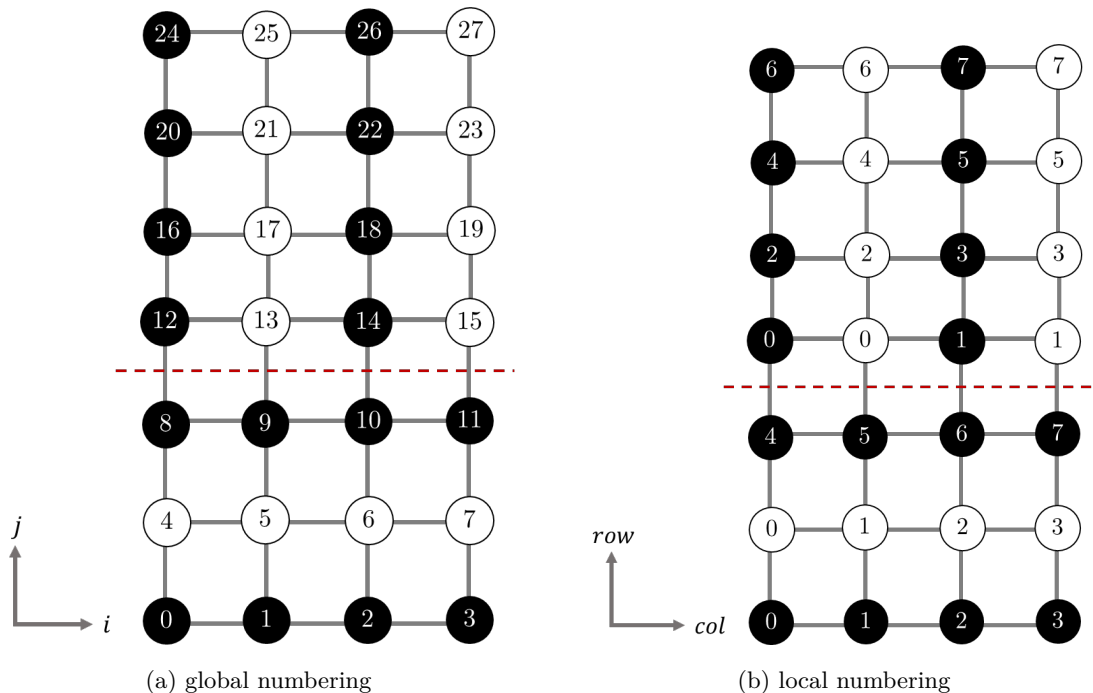 24 25 26 27
20 21 22 23
16 17 18 19
12 13 14 15
8 9 10 11
4 5 6 7
0 1 2 3
j
i
(a) global numbering
6 6 7 7
4 4 5 5
2 2 3 3
0 0 1 1
4 5 6 7
0 1 2 3
0 1 2 3
row
col
(b) local numbering